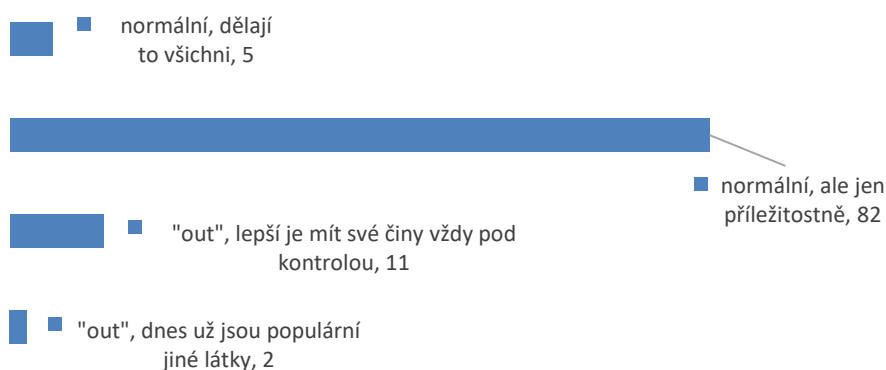 normální, dělají
to všichni, 5
normální, ale jen
příležitostně, 82
"out", lepší je mít své činy vždy pod
kontrolou, 11
"out", dnes už jsou populární
jiné látky, 2